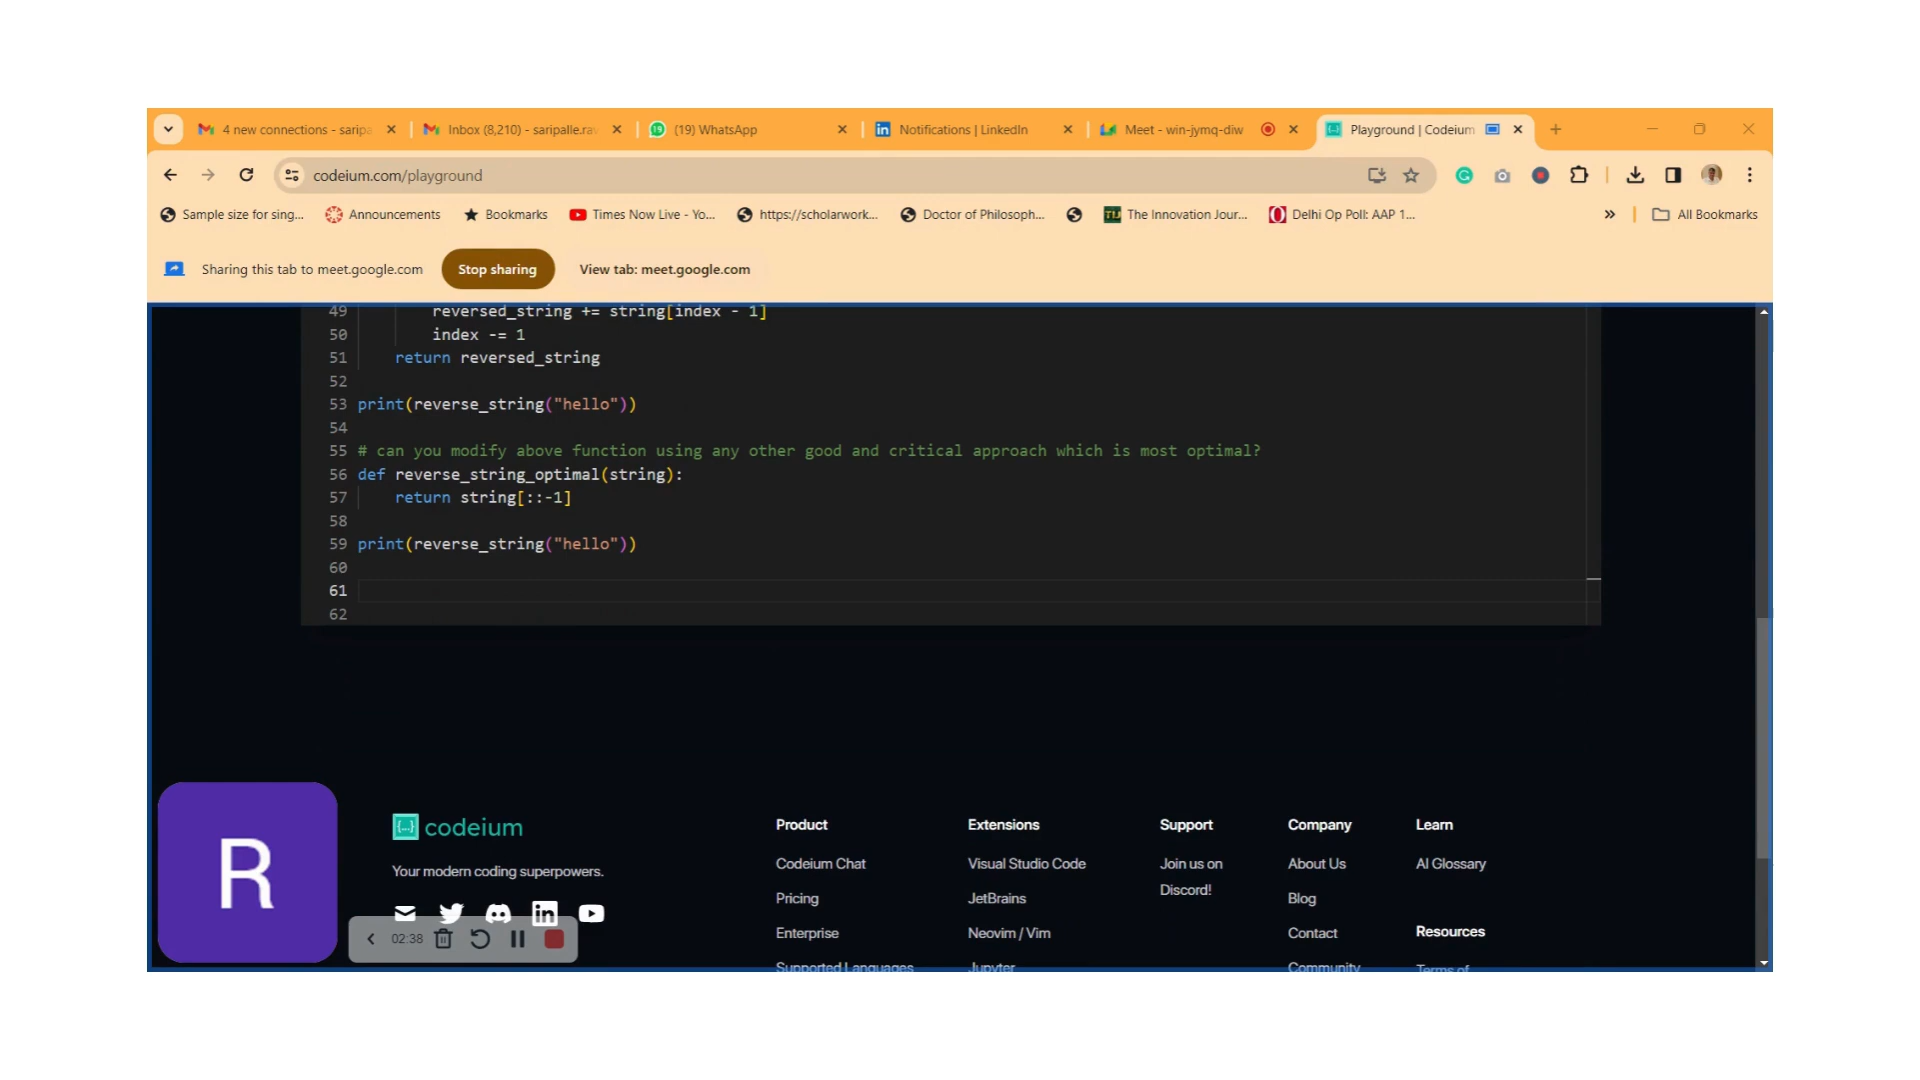 4 new connections - saripa
Inbox (8,210) - saripalle.rav
(19) WhatsApp
Notifications | LinkedIn
Meet - win-jymq-diw
Playground | Codeium
codeium.com/playground
Sample size for sing...
Announcements
Bookmarks
Times Now Live - Yo...
https://scholarwork...
Doctor of Philosoph...
The Innovation Jour...
Delhi Op Poll: AAP 1...
All Bookmarks
Sharing this tab to meet.google.com
Stop sharing
View tab: meet.google.com
49 reversed_string += string[index - 1]
50 index -= 1
51 return reversed_string
52
53 print(reverse_string("hello"))
54
55 # can you modify above function using any other good and critical approach which is most optimal?
56 def reverse_string_optimal(string):
57 return string[::-1]
58
59 print(reverse_string("hello"))
60
61
62
R
codeium
Your modern coding superpowers.
02:38
Product
Codeium Chat
Pricing
Enterprise
Supported Languages
Extensions
Visual Studio Code
JetBrains
Neovim / Vim
Jupyter
Support
Join us on
Discord!
Company
About Us
Blog
Contact
Community
Learn
AI Glossary
Resources
Terms of